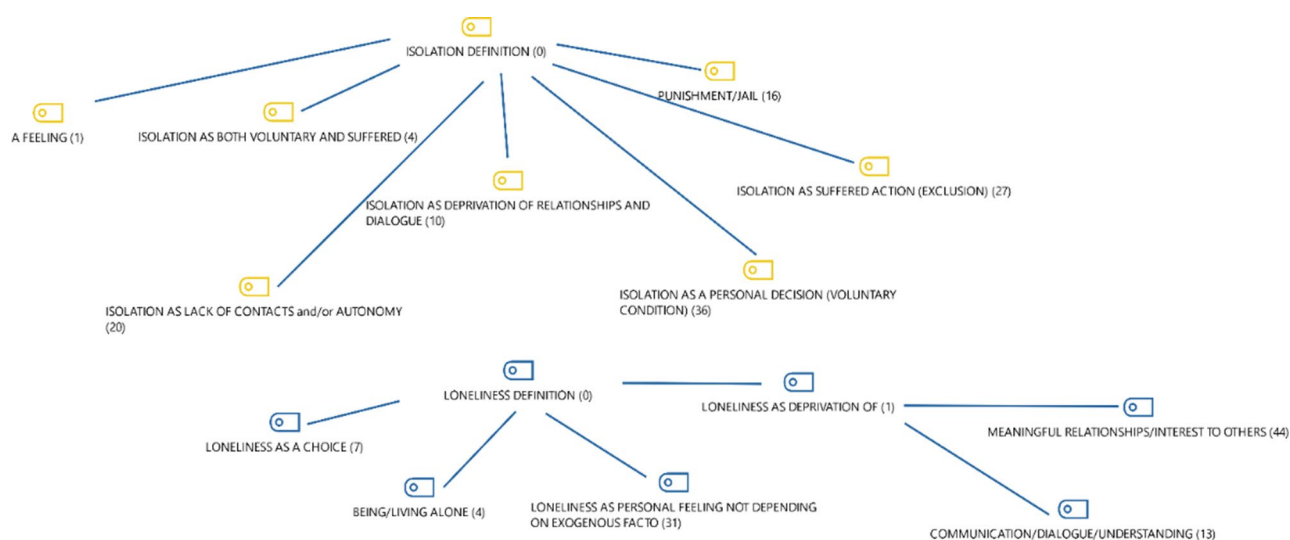 ISOLATION DEFINITION (0)
PUNISHMENT/JAIL (16)
A FEELING (1)
ISOLATION AS BOTH VOLUNTARY AND SUFFERED (4)
ISOLATION AS SUFFERED ACTION (EXCLUSION) (27)
ISOLATION AS DEPRIVATION OF RELATIONSHIPS AND
DIALOGUE (10)
ISOLATION AS A PERSONAL DECISION (VOLUNTARY
CONDITION) (36)
ISOLATION AS LACK OF CONTACTS and/or AUTONOMY
(20)
LONELINESS DEFINITION (0)
LONELINESS AS DEPRIVATION OF (1)
MEANINGFUL RELATIONSHIPS/INTEREST TO OTHERS (44)
LONELINESS AS A CHOICE (7)
BEING/LIVING ALONE (4)
LONELINESS AS PERSONAL FEELING NOT DEPENDING
ON EXOGENOUS FACTO (31)
COMMUNICATION/DIALOGUE/UNDERSTANDING (13)